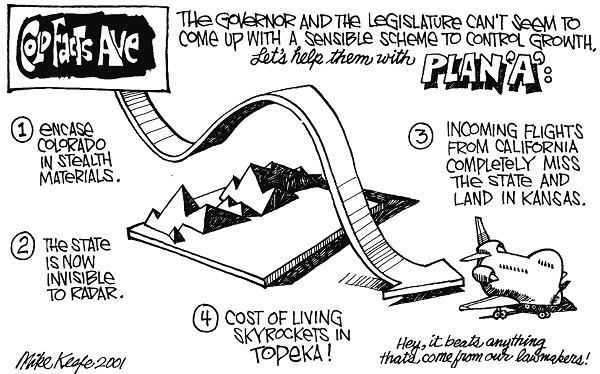 Colfax Ave
THE GOVERNOR AND THE LEGISLATURE CAN'T SEEM TO
COME UP WITH A SENSIBLE SCHEME TO CONTROL GROWTH.
Let's help them with PLAN "A":
1 ENCASE
COLORADO
IN STEALTH
MATERIALS.
2 THE STATE
IS NOW
INVISIBLE
TO RADAR.
3 INCOMING FLIGHTS
FROM CALIFORNIA
COMPLETELY MISS
THE STATE AND
LAND IN KANSAS.
4 COST OF LIVING
SKYROCKETS IN
TOPEKA!
Mike Keefe 2001
Hey, it beats anything
that's come from our lawmakers!